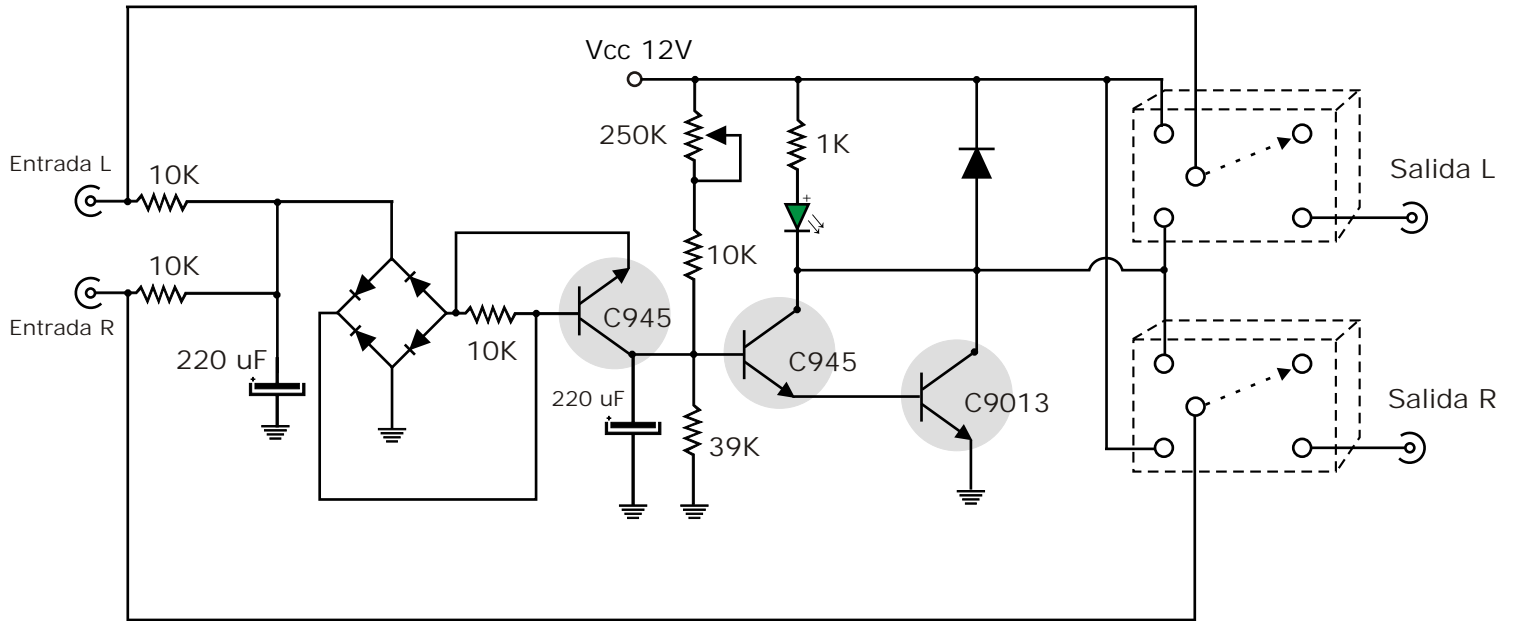 Vcc 12V
250K
1K
Entrada L
10K
Salida L
10K
10K
Entrada R
C945
10K
220 uF
C945
220 uF
C9013
Salida R
39K